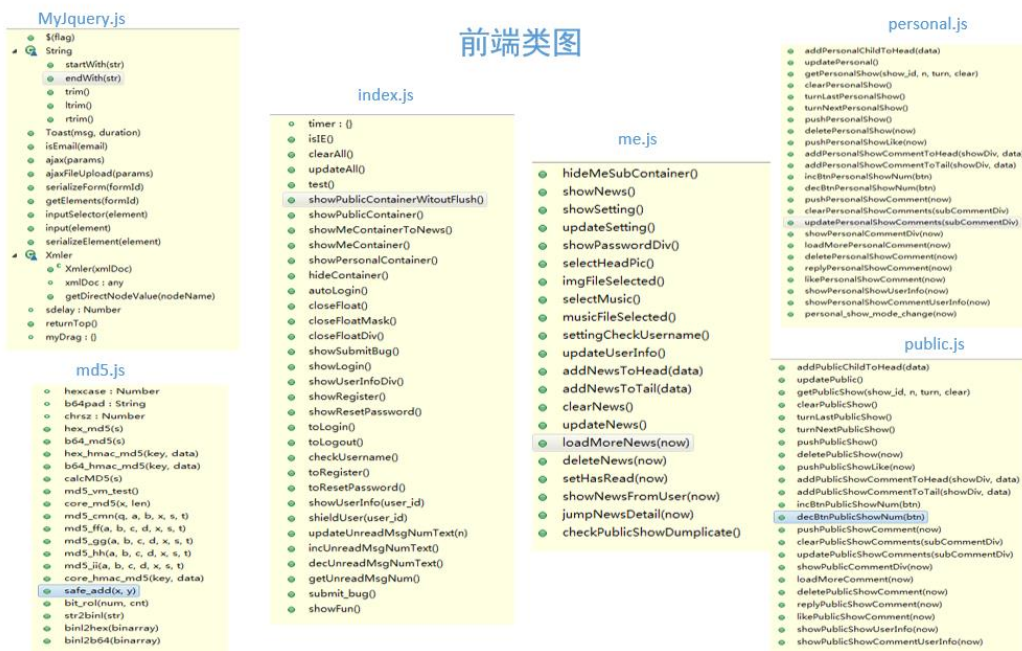 前端类图
MyJquery.js
$(flag)
String
startWith(str)
endWith(str)
trim()
ltrim()
rtrim()
Toast(msg, duration)
isEmail(email)
ajax(params)
ajaxFileUpload(params)
serializeForm(formId)
getElements(formId)
inputSelector(element)
input(element)
serializeElement(element)
Xmler
Xmler(xmlDoc)
xmlDoc : any
getDirectNodeValue(nodeName)
sdelay : Number
returnTop()
myDrag : {}
md5.js
hexcase : Number
b64pad : String
chrsz : Number
hex_md5(s)
b64_md5(s)
hex_hmac_md5(key, data)
b64_hmac_md5(key, data)
calcMD5(s)
md5_vm_test()
core_md5(x, len)
md5_cmn(q, a, b, x, s, t)
md5_ff(a, b, c, d, x, s, t)
md5_gg(a, b, c, d, x, s, t)
md5_hh(a, b, c, d, x, s, t)
md5_ii(a, b, c, d, x, s, t)
core_hmac_md5(key, data)
safe_add(x, y)
bit_rol(num, cnt)
str2binl(str)
binl2hex(binarray)
binl2b64(binarray)
index.js
timer : {}
isIE()
clearAll()
updateAll()
test()
showPublicContainerWitoutFlush()
showPublicContainer()
showMeContainerToNews()
showMeContainer()
showPersonalContainer()
hideContainer()
autoLogin()
closeFloat()
closeFloatMask()
closeFloatDiv()
showSubmitBug()
showLogin()
showUserInfoDiv()
showRegister()
showResetPassword()
toLogin()
toLogout()
checkUsername()
toRegister()
toResetPassword()
showUserInfo(user_id)
shieldUser(user_id)
updateUnreadMsgNumText(n)
incUnreadMsgNumText()
decUnreadMsgNumText()
getUnreadMsgNum()
submit_bug()
showFun()
me.js
hideMeSubContainer()
showNews()
showSetting()
updateSetting()
showPasswordDiv()
selectHeadPic()
imgFileSelected()
selectMusic()
musicFileSelected()
settingCheckUsername()
updateUserInfo()
addNewsToHead(data)
addNewsToTail(data)
clearNews()
updateNews()
loadMoreNews(now)
deleteNews(now)
setHasRead(now)
showNewsFromUser(now)
jumpNewsDetail(now)
checkPublicShowDumplicate()
personal.js
addPersonalChildToHead(data)
updatePersonal()
getPersonalShow(show_id, n, turn, clear)
clearPersonalShow()
turnLastPersonalShow()
turnNextPersonalShow()
pushPersonalShow()
deletePersonalShow(now)
pushPersonalShowLike(now)
addPersonalShowCommentToHead(showDiv, data)
addPersonalShowCommentToTail(showDiv, data)
incBtnPersonalShowNum(btn)
decBtnPersonalShowNum(btn)
pushPersonalShowComment(now)
clearPersonalShowComments(subCommentDiv)
updatePersonalShowComments(subCommentDiv)
showPersonalCommentDiv(now)
loadMorePersonalComment(now)
deletePersonalShowComment(now)
replyPersonalShowComment(now)
likePersonalShowComment(now)
showPersonalShowUserInfo(now)
showPersonalShowCommentUserInfo(now)
personal_show_mode_change(now)
public.js
addPublicChildToHead(data)
updatePublic()
getPublicShow(show_id, n, turn, clear)
clearPublicShow()
turnLastPublicShow()
turnNextPublicShow()
pushPublicShow()
deletePublicShow(now)
pushPublicShowLike(now)
addPublicShowCommentToHead(showDiv, data)
addPublicShowCommentToTail(showDiv, data)
incBtnPublicShowNum(btn)
decBtnPublicShowNum(btn)
pushPublicShowComment(now)
clearPublicShowComments(subCommentDiv)
updatePublicShowComments(subCommentDiv)
showPublicCommentDiv(now)
loadMoreComment(now)
deletePublicShowComment(now)
replyPublicShowComment(now)
likePublicShowComment(now)
showPublicShowUserInfo(now)
showPublicShowCommentUserInfo(now)